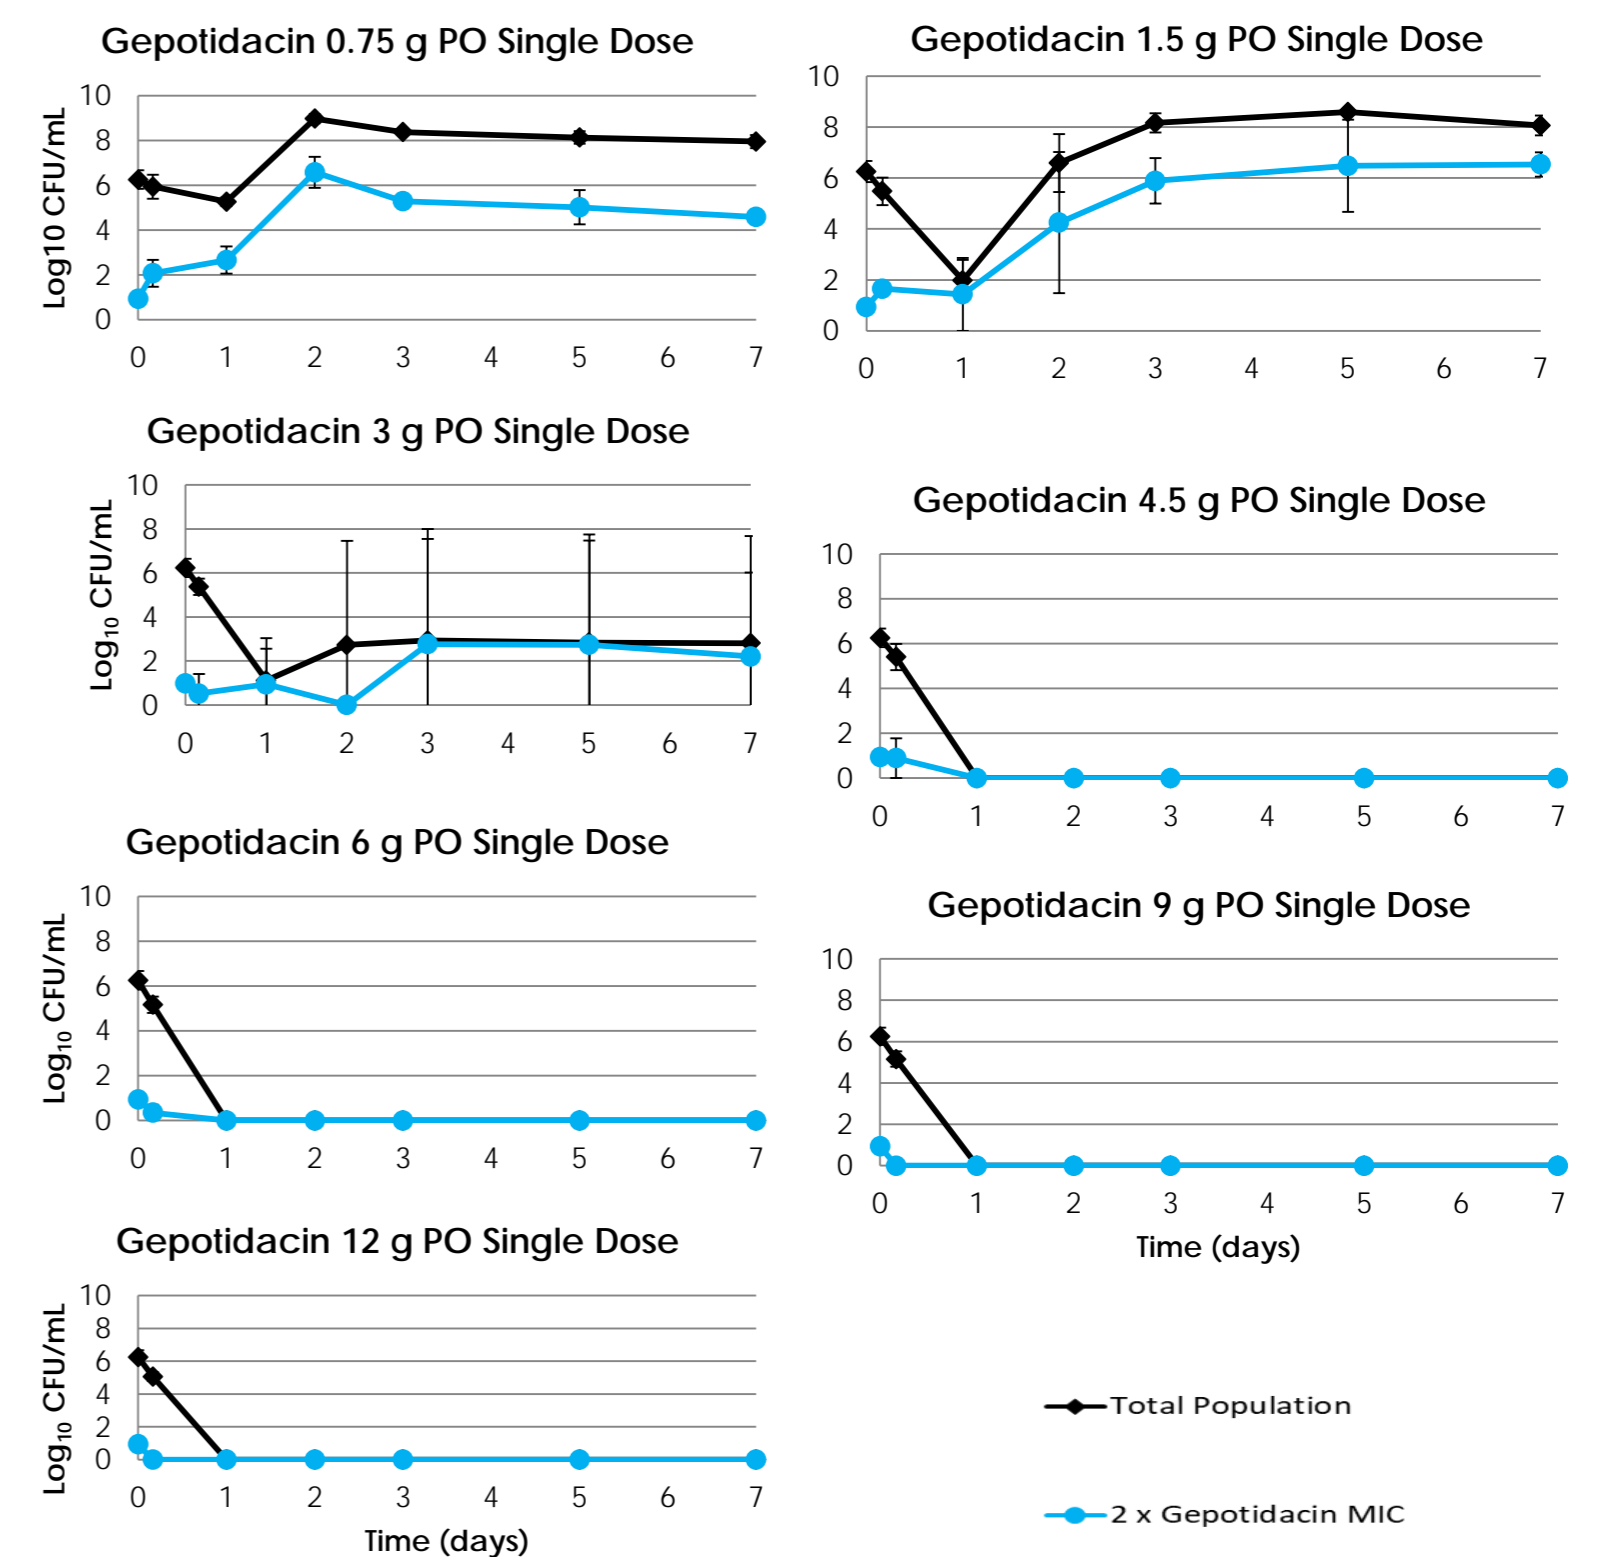 Gepotidacin 0.75 g PO Single Dose
Log10 CFU/mL
10
8
6
4
2
0
0 1 2 3 4 5 6 7
Gepotidacin 1.5 g PO Single Dose
10
8
6
4
2
0
0 1 2 3 4 5 6 7
Gepotidacin 3 g PO Single Dose
Log₁₀ CFU/mL
10
8
6
4
2
0
0 1 2 3 4 5 6 7
Gepotidacin 4.5 g PO Single Dose
10
8
6
4
2
0
0 1 2 3 4 5 6 7
Gepotidacin 6 g PO Single Dose
Log₁₀ CFU/mL
10
8
6
4
2
0
0 1 2 3 4 5 6 7
Gepotidacin 9 g PO Single Dose
10
8
6
4
2
0
0 1 2 3 4 5 6 7
Time (days)
Gepotidacin 12 g PO Single Dose
Log₁₀ CFU/mL
10
8
6
4
2
0
0 1 2 3 4 5 6 7
Time (days)
Total Population
2 x Gepotidacin MIC